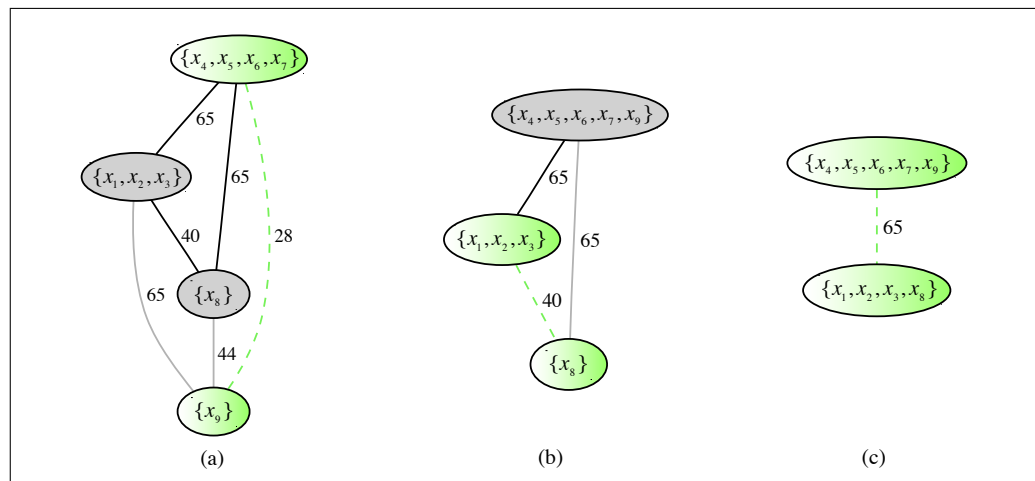 {x₄, x₅, x₆, x₇}
65
{x₁, x₂, x₃}
65
40
28
65
{x₈}
44
{x₉}
(a)
{x₄, x₅, x₆, x₇, x₉}
65
{x₁, x₂, x₃}
65
40
{x₈}
(b)
{x₄, x₅, x₆, x₇, x₉}
65
{x₁, x₂, x₃, x₈}
(c)